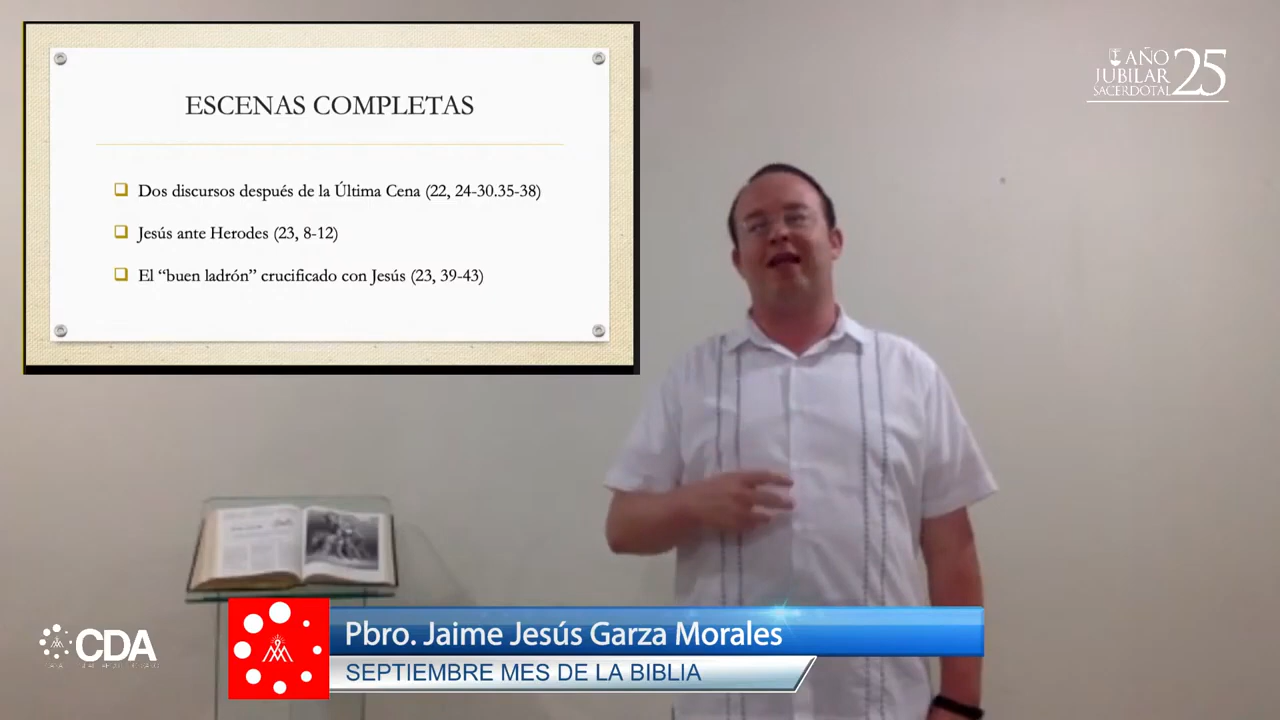 ESCENAS COMPLETAS
Dos discursos después de la Última Cena (22, 24-30.35-38)
Jesús ante Herodes (23, 8-12)
El “buen ladrón” crucificado con Jesús (23, 39-43)
AÑO
JUBILAR
SACERDOTAL
25
CDA
Pbro. Jaime Jesús Garza Morales
SEPTIEMBRE MES DE LA BIBLIA